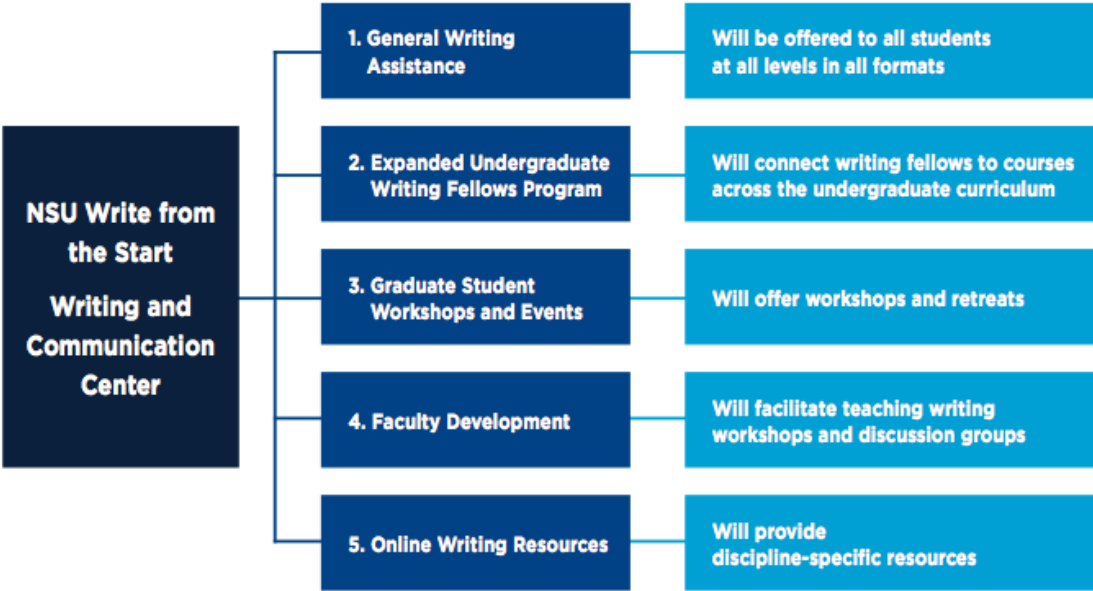 NSU Write from
the Start
Writing and
Communication
Center
1. General Writing
Assistance
Will be offered to all students
at all levels in all formats
2. Expanded Undergraduate
Writing Fellows Program
Will connect writing fellows to courses
across the undergraduate curriculum
3. Graduate Student
Workshops and Events
Will offer workshops and retreats
4. Faculty Development
Will facilitate teaching writing
workshops and discussion groups
5. Online Writing Resources
Will provide
discipline-specific resources